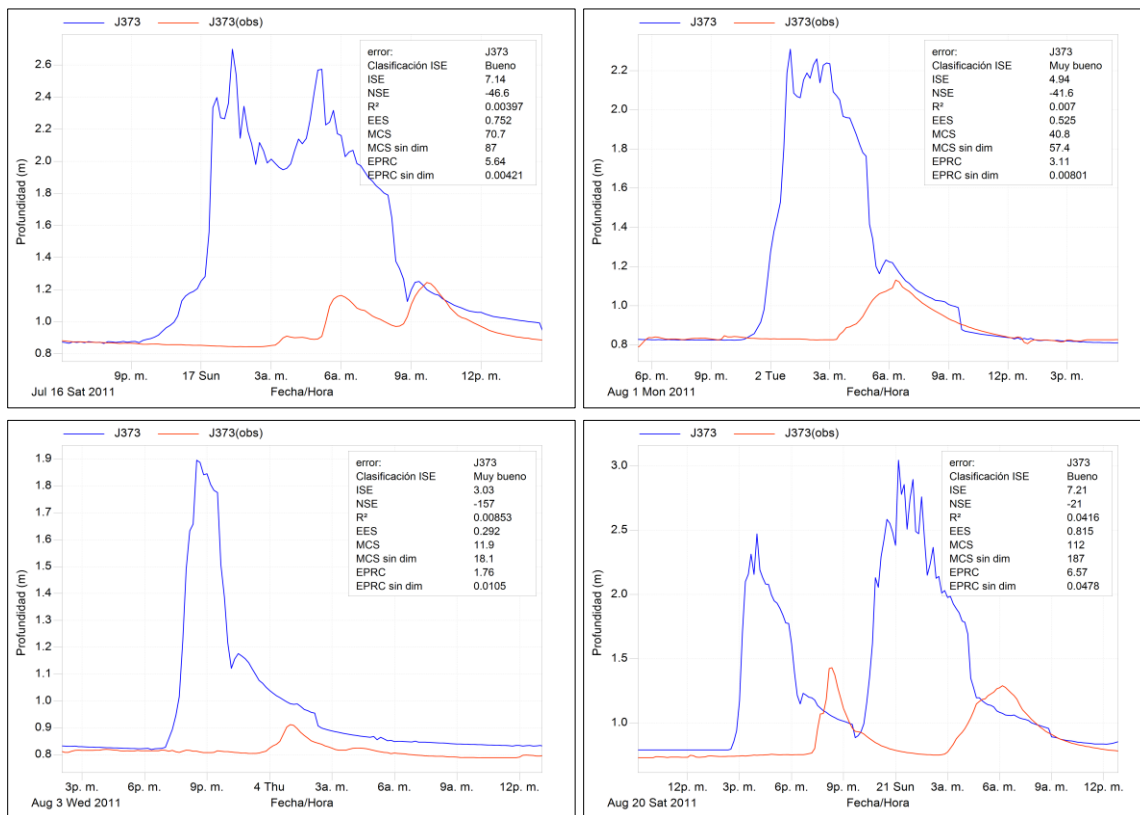 J373 J373(obs)
error: J373
Clasificación ISE Bueno
ISE 7.14
NSE -46.6
R² 0.00397
EES 0.752
MCS 70.7
MCS sin dim 87
EPRC 5.64
EPRC sin dim 0.00421
Profundidad (m)
2.6
2.4
2.2
2.0
1.8
1.6
1.4
1.2
1.0
0.8
9p. m. 17 Sun 3a. m. 6a. m. 9a. m. 12p. m.
Jul 16 Sat 2011 Fecha/Hora
J373 J373(obs)
error: J373
Clasificación ISE Muy bueno
ISE 4.94
NSE -41.6
R² 0.007
EES 0.525
MCS 40.8
MCS sin dim 57.4
EPRC 3.11
EPRC sin dim 0.00801
Profundidad (m)
2.2
2.0
1.8
1.6
1.4
1.2
1.0
0.8
6p. m. 9p. m. 2 Tue 3a. m. 6a. m. 9a. m. 12p. m. 3p. m.
Aug 1 Mon 2011 Fecha/Hora
J373 J373(obs)
error: J373
Clasificación ISE Muy bueno
ISE 3.03
NSE -157
R² 0.00853
EES 0.292
MCS 11.9
MCS sin dim 18.1
EPRC 1.76
EPRC sin dim 0.0105
Profundidad (m)
1.9
1.8
1.7
1.6
1.5
1.4
1.3
1.2
1.1
1.0
0.9
0.8
3p. m. 6p. m. 9p. m. 4 Thu 3a. m. 6a. m. 9a. m. 12p. m.
Aug 3 Wed 2011 Fecha/Hora
J373 J373(obs)
error: J373
Clasificación ISE Bueno
ISE 7.21
NSE -21
R² 0.0416
EES 0.815
MCS 112
MCS sin dim 187
EPRC 6.57
EPRC sin dim 0.0478
Profundidad (m)
3.0
2.5
2.0
1.5
1.0
12p. m. 3p. m. 6p. m. 9p. m. 21 Sun 3a. m. 6a. m. 9a. m. 12p. m.
Aug 20 Sat 2011 Fecha/Hora